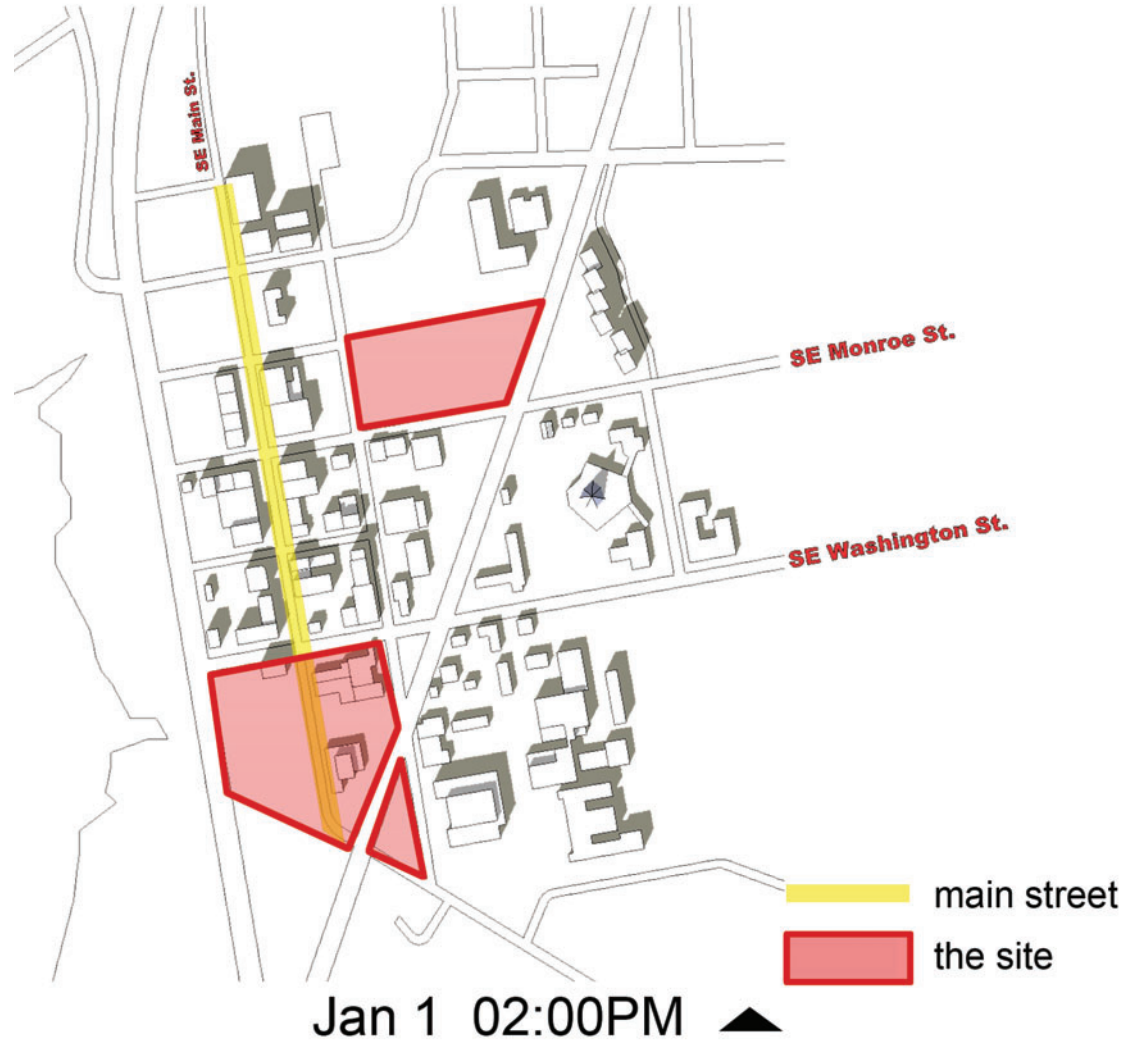 SE Main St.
SE Monroe St.
SE Washington St.
main street
the site
Jan 1 02:00PM